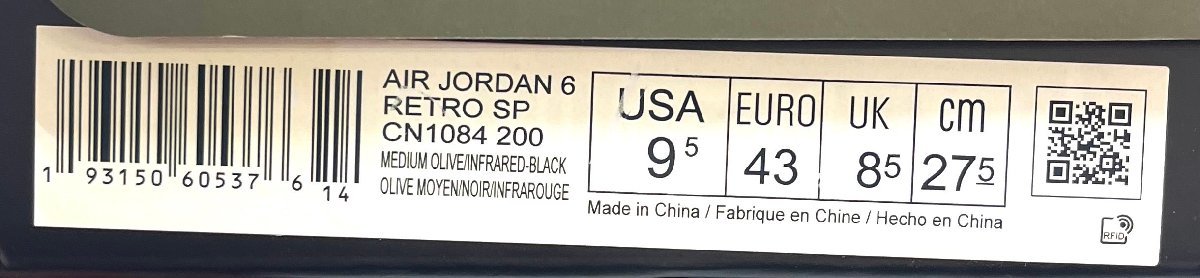 AIR JORDAN 6
RETRO SP
CN1084 200
MEDIUM OLIVE/INFRARED-BLACK
OLIVE MOYEN/NOIR/INFRAROUGE
1 93150 60537 6 14
USA EURO UK cm
9 5 43 8 5 27 5
Made in China / Fabrique en Chine / Hecho en China
RFID